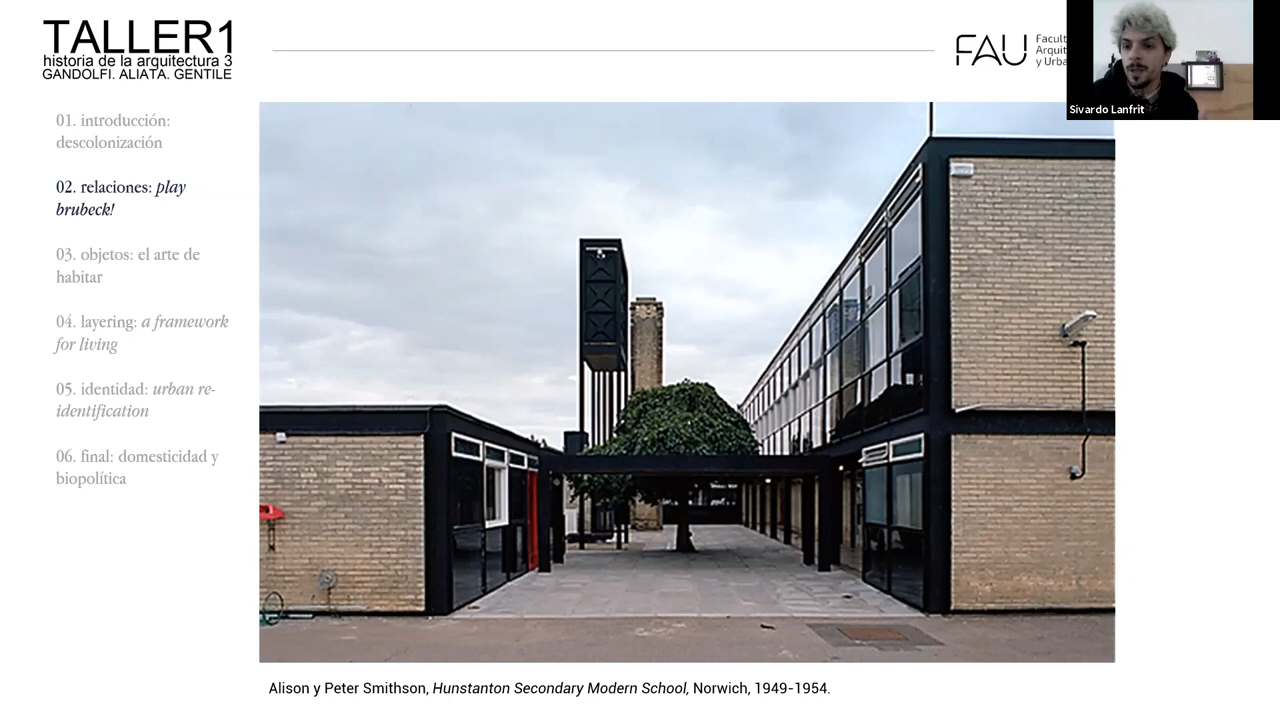 TALLER1
historia de la arquitectura 3
GANDOLFI. ALIATA. GENTILE
FAU
Facult
Arquit
y Urba
Sivardo Lanfrit
01. introducción:
descolonización
02. relaciones: play
brubeck!
03. objetos: el arte de
habitar
04. layering: a framework
for living
05. identidad: urban re-
identification
06. final: domesticidad y
biopolítica
Alison y Peter Smithson, Hunstanton Secondary Modern School, Norwich, 1949-1954.